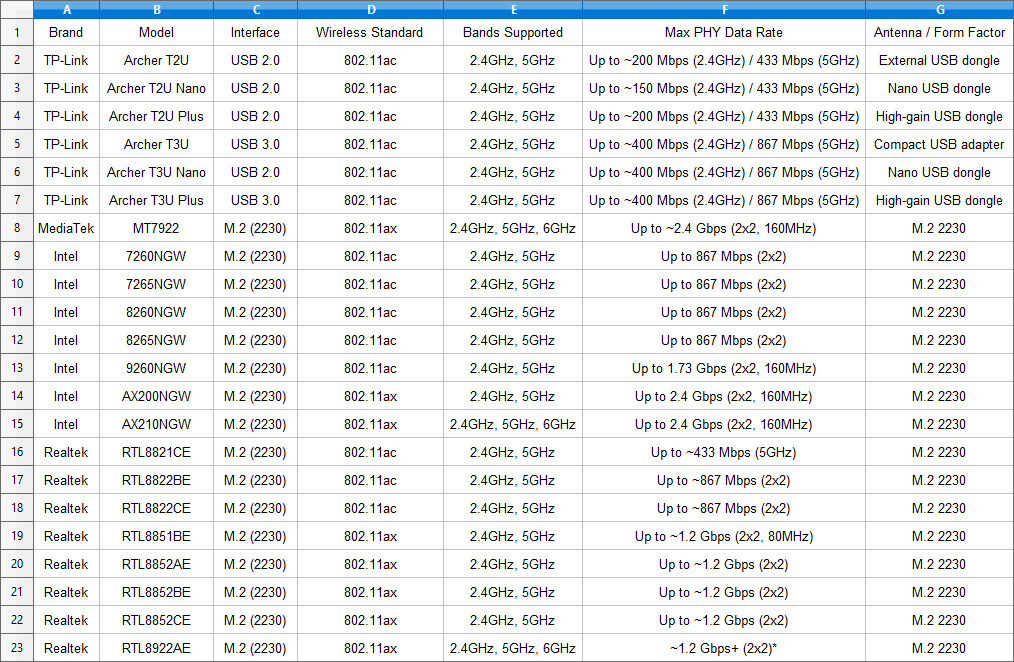 A B C D E F G
1 Brand Model Interface Wireless Standard Bands Supported Max PHY Data Rate Antenna / Form Factor
2 TP-Link Archer T2U USB 2.0 802.11ac 2.4GHz, 5GHz Up to ~200 Mbps (2.4GHz) / 433 Mbps (5GHz) External USB dongle
3 TP-Link Archer T2U Nano USB 2.0 802.11ac 2.4GHz, 5GHz Up to ~150 Mbps (2.4GHz) / 433 Mbps (5GHz) Nano USB dongle
4 TP-Link Archer T2U Plus USB 2.0 802.11ac 2.4GHz, 5GHz Up to ~200 Mbps (2.4GHz) / 433 Mbps (5GHz) High-gain USB dongle
5 TP-Link Archer T3U USB 3.0 802.11ac 2.4GHz, 5GHz Up to ~400 Mbps (2.4GHz) / 867 Mbps (5GHz) Compact USB adapter
6 TP-Link Archer T3U Nano USB 2.0 802.11ac 2.4GHz, 5GHz Up to ~400 Mbps (2.4GHz) / 867 Mbps (5GHz) Nano USB dongle
7 TP-Link Archer T3U Plus USB 3.0 802.11ac 2.4GHz, 5GHz Up to ~400 Mbps (2.4GHz) / 867 Mbps (5GHz) High-gain USB dongle
8 MediaTek MT7922 M.2 (2230) 802.11ax 2.4GHz, 5GHz, 6GHz Up to ~2.4 Gbps (2x2, 160MHz) M.2 2230
9 Intel 7260NGW M.2 (2230) 802.11ac 2.4GHz, 5GHz Up to 867 Mbps (2x2) M.2 2230
10 Intel 7265NGW M.2 (2230) 802.11ac 2.4GHz, 5GHz Up to 867 Mbps (2x2) M.2 2230
11 Intel 8260NGW M.2 (2230) 802.11ac 2.4GHz, 5GHz Up to 867 Mbps (2x2) M.2 2230
12 Intel 8265NGW M.2 (2230) 802.11ac 2.4GHz, 5GHz Up to 867 Mbps (2x2) M.2 2230
13 Intel 9260NGW M.2 (2230) 802.11ac 2.4GHz, 5GHz Up to 1.73 Gbps (2x2, 160MHz) M.2 2230
14 Intel AX200NGW M.2 (2230) 802.11ax 2.4GHz, 5GHz Up to 2.4 Gbps (2x2, 160MHz) M.2 2230
15 Intel AX210NGW M.2 (2230) 802.11ax 2.4GHz, 5GHz, 6GHz Up to 2.4 Gbps (2x2, 160MHz) M.2 2230
16 Realtek RTL8821CE M.2 (2230) 802.11ac 2.4GHz, 5GHz Up to ~433 Mbps (5GHz) M.2 2230
17 Realtek RTL8822BE M.2 (2230) 802.11ac 2.4GHz, 5GHz Up to ~867 Mbps (2x2) M.2 2230
18 Realtek RTL8822CE M.2 (2230) 802.11ac 2.4GHz, 5GHz Up to ~867 Mbps (2x2) M.2 2230
19 Realtek RTL8851BE M.2 (2230) 802.11ax 2.4GHz, 5GHz Up to ~1.2 Gbps (2x2, 80MHz) M.2 2230
20 Realtek RTL8852AE M.2 (2230) 802.11ax 2.4GHz, 5GHz Up to ~1.2 Gbps (2x2) M.2 2230
21 Realtek RTL8852BE M.2 (2230) 802.11ax 2.4GHz, 5GHz Up to ~1.2 Gbps (2x2) M.2 2230
22 Realtek RTL8852CE M.2 (2230) 802.11ax 2.4GHz, 5GHz Up to ~1.2 Gbps (2x2) M.2 2230
23 Realtek RTL8922AE M.2 (2230) 802.11ax 2.4GHz, 5GHz, 6GHz ~1.2 Gbps+ (2x2)* M.2 2230